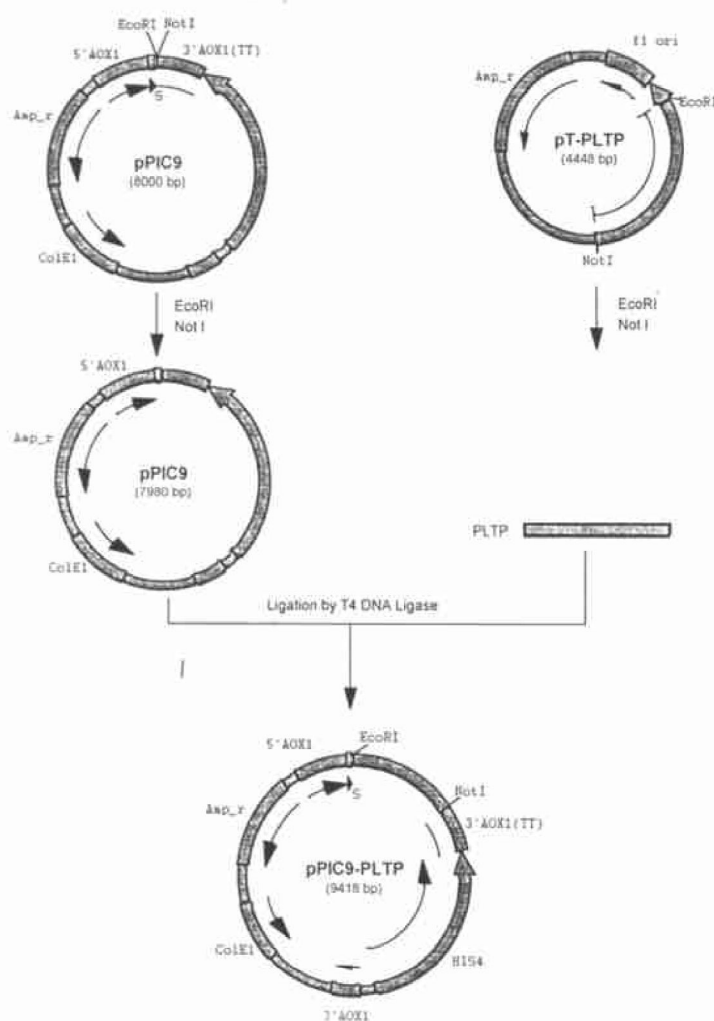 EcoRI NotI
5'AOX1
3'AOX1(TT)
S
Amp_r
pPIC9
(8000 bp)
ColE1
f1 ori
Amp_r
EcoRI
pT-PLTP
(4448 bp)
NotI
EcoRI
Not I
EcoRI
Not I
5'AOX1
Amp_r
pPIC9
(7980 bp)
ColE1
PLTP
Ligation by T4 DNA Ligase
5'AOX1
EcoRI
S
NotI
Amp_r
3'AOX1(TT)
pPIC9-PLTP
(9418 bp)
ColE1
HIS4
3'AOX1